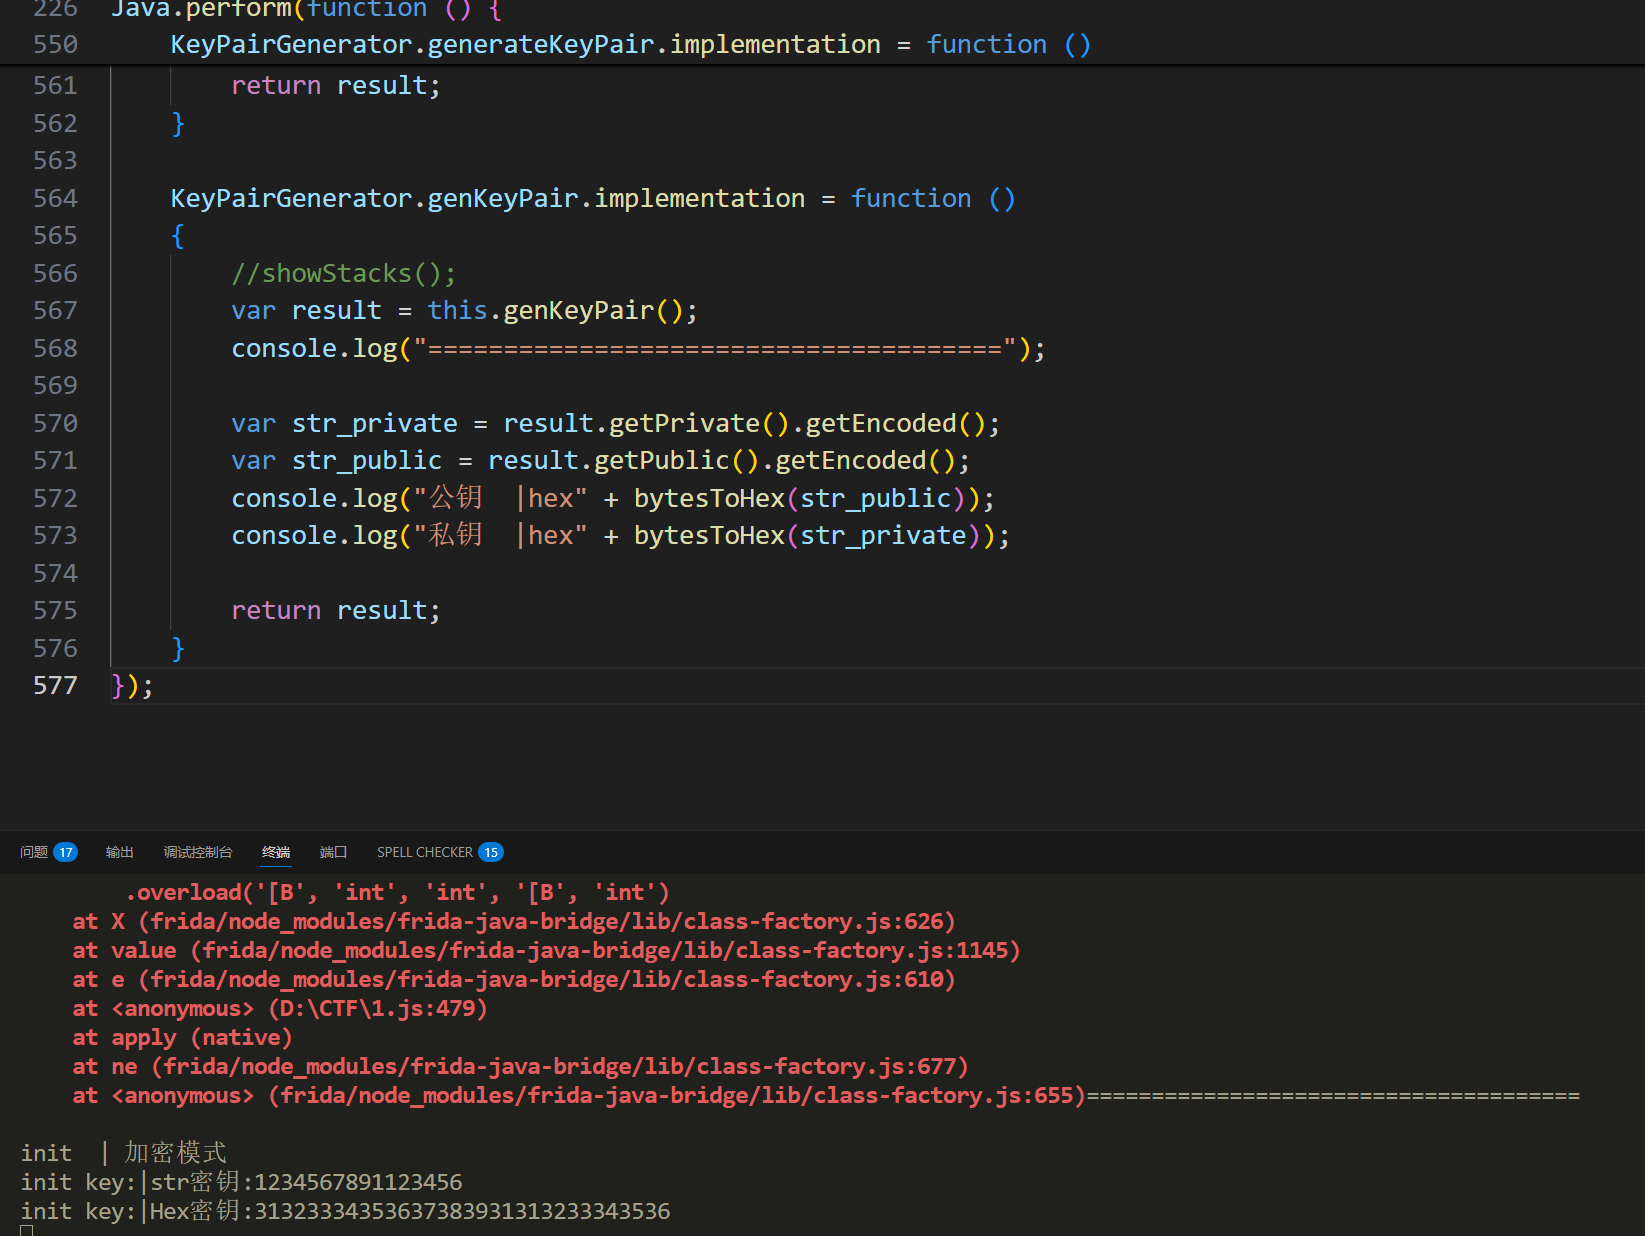 226 Java.perform(function () {
550 KeyPairGenerator.generateKeyPair.implementation = function ()
561 return result;
562 }
563
564 KeyPairGenerator.genKeyPair.implementation = function ()
565 {
566 //showStacks();
567 var result = this.genKeyPair();
568 console.log("======================================");
569
570 var str_private = result.getPrivate().getEncoded();
571 var str_public = result.getPublic().getEncoded();
572 console.log("公钥  |hex" + bytesToHex(str_public));
573 console.log("私钥  |hex" + bytesToHex(str_private));
574
575 return result;
576 }
577 });
问题 17 输出 调试控制台 终端 端口 SPELL CHECKER 15
.overload('[B', 'int', 'int', '[B', 'int')
at X (frida/node_modules/frida-java-bridge/lib/class-factory.js:626)
at value (frida/node_modules/frida-java-bridge/lib/class-factory.js:1145)
at e (frida/node_modules/frida-java-bridge/lib/class-factory.js:610)
at <anonymous> (D:\CTF\1.js:479)
at apply (native)
at ne (frida/node_modules/frida-java-bridge/lib/class-factory.js:677)
at <anonymous> (frida/node_modules/frida-java-bridge/lib/class-factory.js:655)======================================
init  | 加密模式
init key:|str密钥:1234567891123456
init key:|Hex密钥:31323334353637383931313233343536